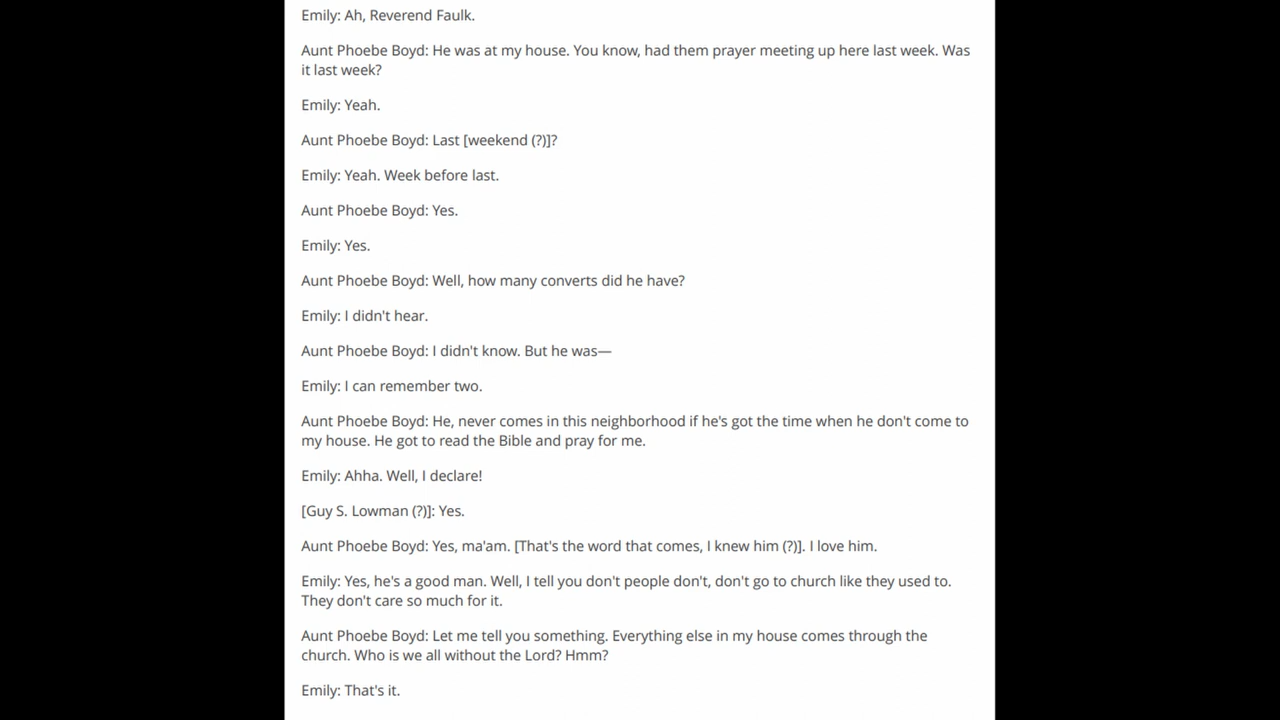 Emily: Ah, Reverend Faulk.
Aunt Phoebe Boyd: He was at my house. You know, had them prayer meeting up here last week. Was
it last week?
Emily: Yeah.
Aunt Phoebe Boyd: Last [weekend (?)]?
Emily: Yeah. Week before last.
Aunt Phoebe Boyd: Yes.
Emily: Yes.
Aunt Phoebe Boyd: Well, how many converts did he have?
Emily: I didn't hear.
Aunt Phoebe Boyd: I didn't know. But he was—
Emily: I can remember two.
Aunt Phoebe Boyd: He, never comes in this neighborhood if he's got the time when he don't come to
my house. He got to read the Bible and pray for me.
Emily: Ahha. Well, I declare!
[Guy S. Lowman (?)]: Yes.
Aunt Phoebe Boyd: Yes, ma'am. [That's the word that comes, I knew him (?)]. I love him.
Emily: Yes, he's a good man. Well, I tell you don't people don't, don't go to church like they used to.
They don't care so much for it.
Aunt Phoebe Boyd: Let me tell you something. Everything else in my house comes through the
church. Who is we all without the Lord? Hmm?
Emily: That's it.